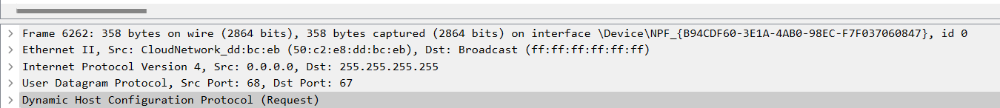 Frame 6262: 358 bytes on wire (2864 bits), 358 bytes captured (2864 bits) on interface \Device\NPF_{B94CDF60-3E1A-4AB0-98EC-F7F037060847}, id 0
Ethernet II, Src: CloudNetwork_dd:bc:eb (50:c2:e8:dd:bc:eb), Dst: Broadcast (ff:ff:ff:ff:ff:ff)
Internet Protocol Version 4, Src: 0.0.0.0, Dst: 255.255.255.255
User Datagram Protocol, Src Port: 68, Dst Port: 67
Dynamic Host Configuration Protocol (Request)